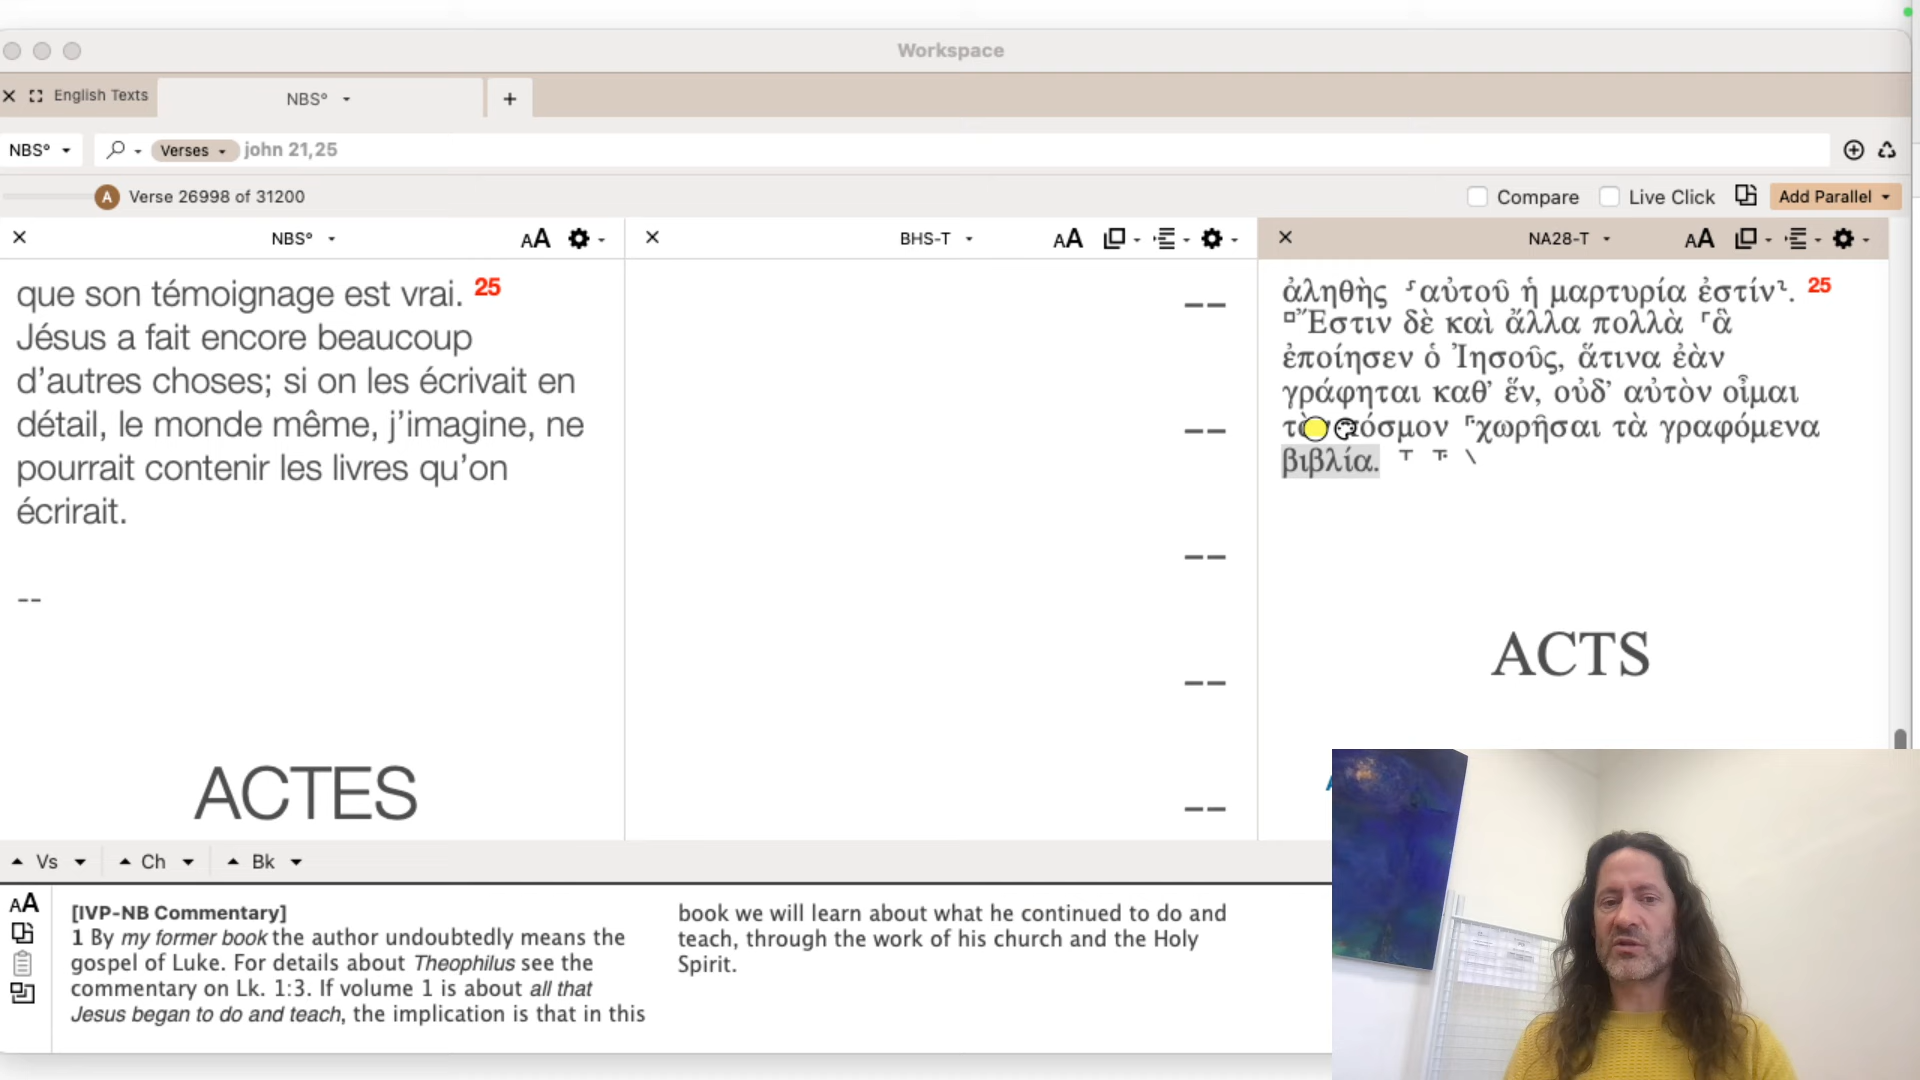 Workspace
English Texts
NBS°
+
NBS°
Verses
john 21,25
A
Verse 26998 of 31200
Compare
Live Click
Add Parallel
NBS°
AA
BHS-T
AA
NA28-T
AA
que son témoignage est vrai. 25
Jésus a fait encore beaucoup
d’autres choses; si on les écrivait en
détail, le monde même, j’imagine, ne
pourrait contenir les livres qu’on
écrirait.
--
ACTES
--
--
--
--
--
ἀληθὴς ⸂αὐτοῦ ἡ μαρτυρία ἐστίν⸃. 25
⸋Ἔστιν δὲ καὶ ἄλλα πολλὰ ⸀ἃ
ἐποίησεν ὁ Ἰησοῦς, ἅτινα ἐὰν
γράφηται καθ’ ἕν, οὐδ’ αὐτὸν οἶμαι
κόσμον ⸁χωρῆσαι τὰ γραφόμενα
βιβλία. ⸆ ⸇ ⸌
ACTS
Vs
Ch
Bk
AA
[IVP-NB Commentary]
1 By my former book the author undoubtedly means the
gospel of Luke. For details about Theophilus see the
commentary on Lk. 1:3. If volume 1 is about all that
Jesus began to do and teach, the implication is that in this
book we will learn about what he continued to do and
teach, through the work of his church and the Holy
Spirit.